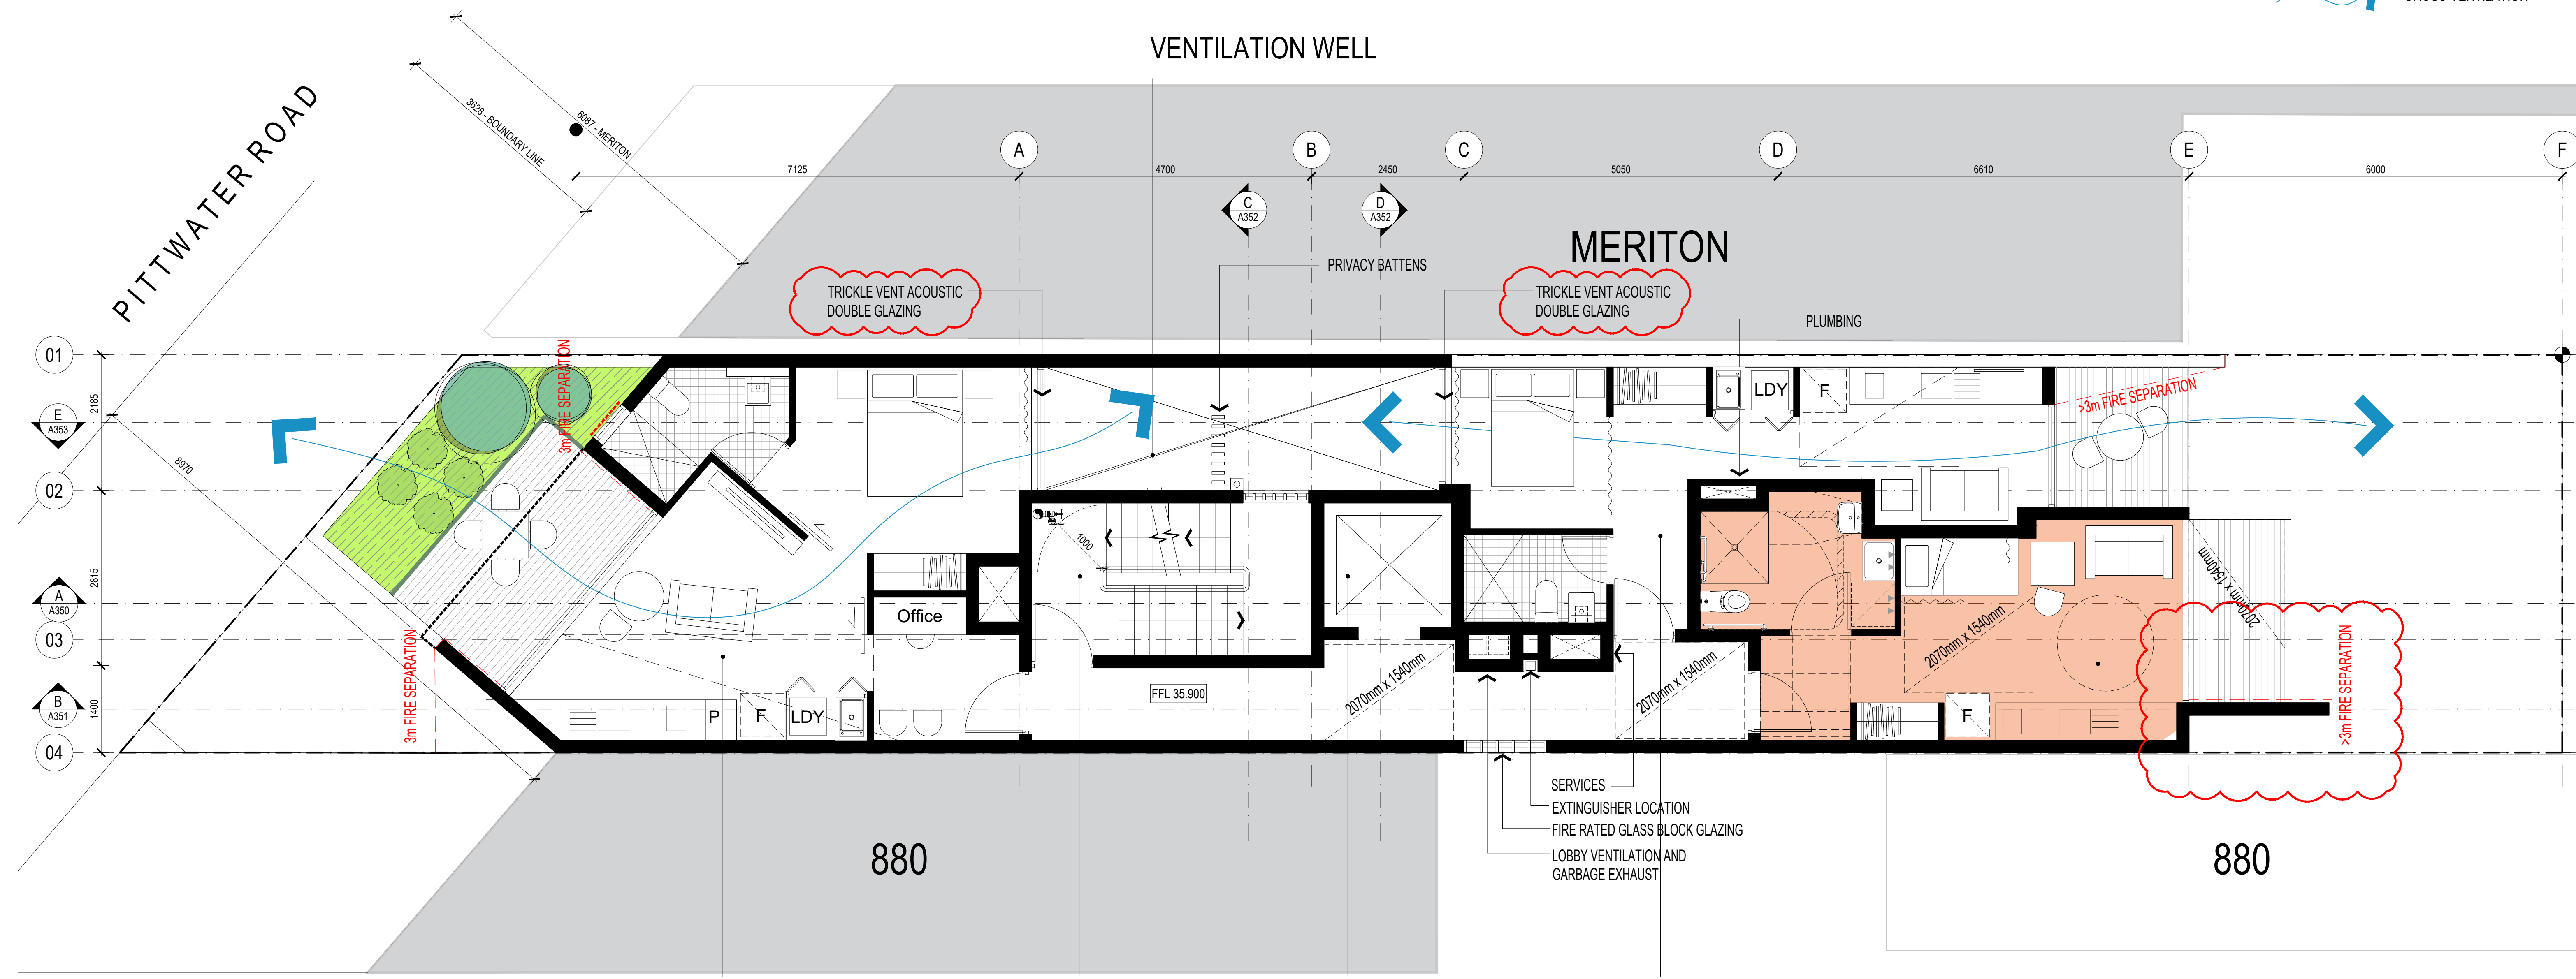 VENTILATION WELL
PITTWATER ROAD
3628 - BOUNDARY LINE
6087 - MERITON
A
B
C
D
E
F
7125
4700
2450
5050
6610
6000
C
A352
D
A352
MERITON
PRIVACY BATTENS
TRICKLE VENT ACOUSTIC
DOUBLE GLAZING
TRICKLE VENT ACOUSTIC
DOUBLE GLAZING
PLUMBING
01
02
03
04
2185
2815
1400
8970
E
A353
A
A350
B
A351
3m FIRE SEPARATION
3m FIRE SEPARATION
>3m FIRE SEPARATION
>3m FIRE SEPARATION
LDY
F
1000
Office
P
F
LDY
FFL 35.900
2070mm x 1540mm
2070mm x 1540mm
2070mm x 1540mm
2070mm x 1540mm
F
SERVICES
EXTINGUISHER LOCATION
FIRE RATED GLASS BLOCK GLAZING
LOBBY VENTILATION AND
GARBAGE EXHAUST
880
880